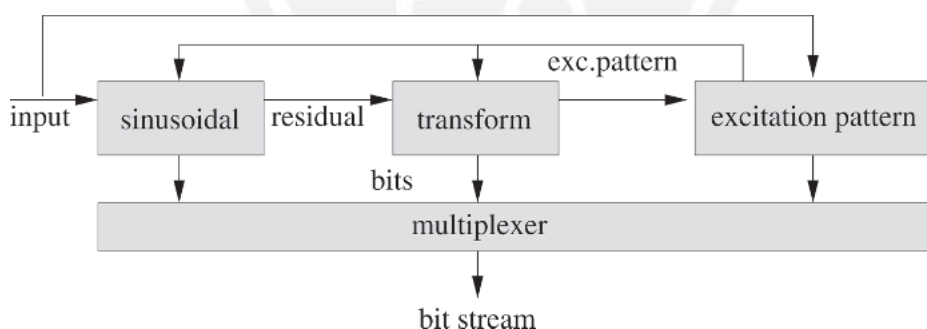 exc.pattern
input
sinusoidal
residual
transform
excitation pattern
bits
multiplexer
bit stream